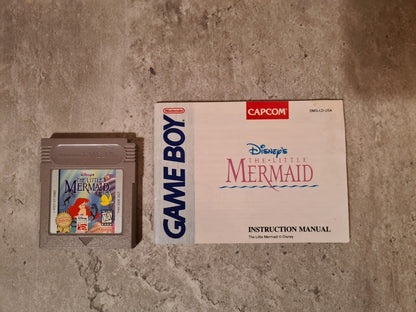 Disney's
THE LITTLE
MERMAID
Nintendo
GAME BOY
CAPCOM
DMG-LD-USA
Disney's
THE·LITTLE
MERMAID
INSTRUCTION MANUAL
The Little Mermaid © Disney